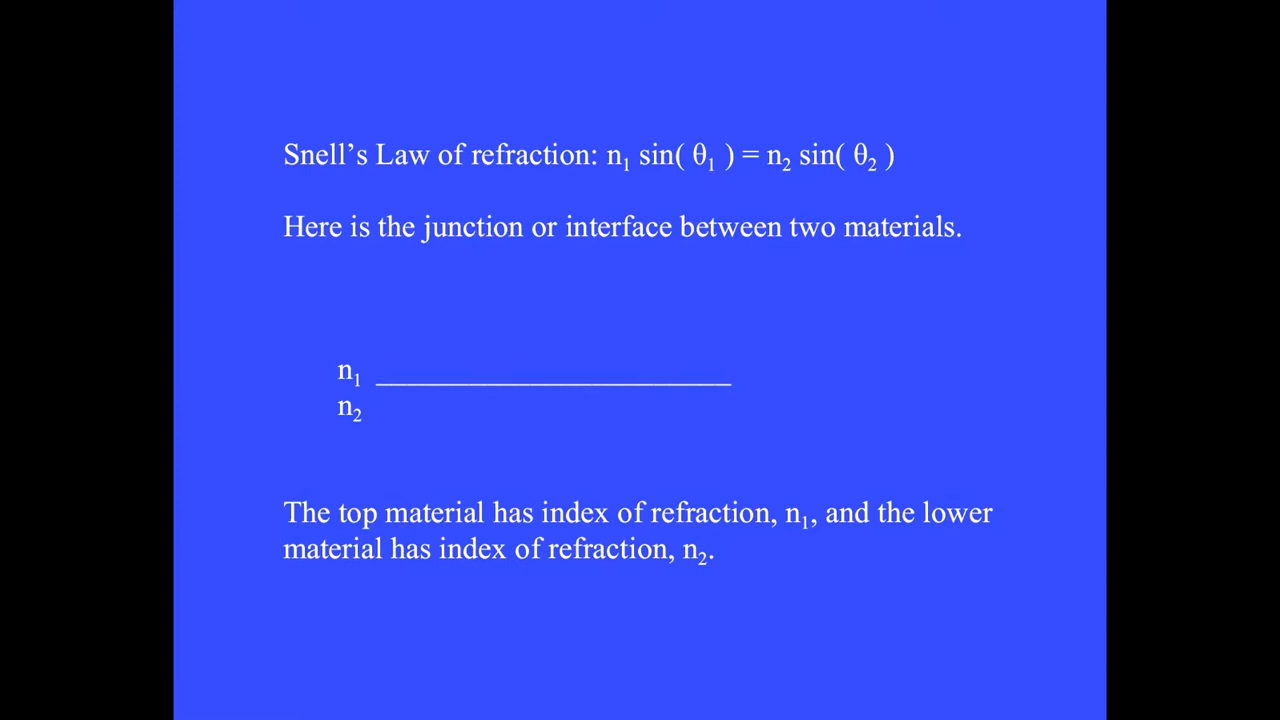 Snell’s Law of refraction: n₁ sin( θ₁ ) = n₂ sin( θ₂ )
Here is the junction or interface between two materials.
n₁ _______________________
n₂
The top material has index of refraction, n₁, and the lower
material has index of refraction, n₂.